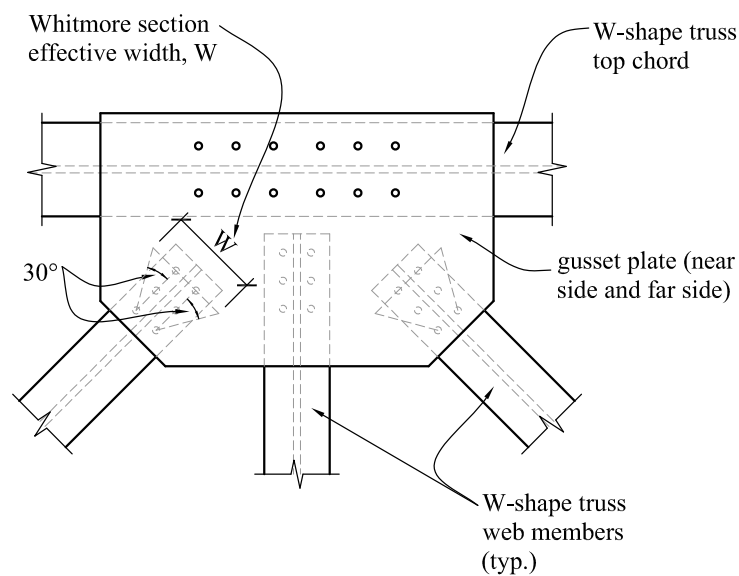 Whitmore section
effective width, W
W-shape truss
top chord
W
30°
gusset plate (near
side and far side)
W-shape truss
web members
(typ.)